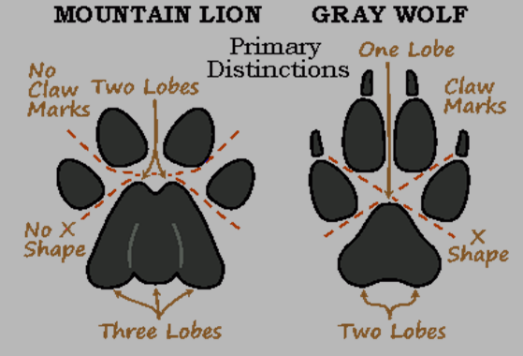 MOUNTAIN LION
GRAY WOLF
Primary
Distinctions
No
Claw
Marks
Two Lobes
One Lobe
Claw
Marks
No X
Shape
X
Shape
Three Lobes
Two Lobes